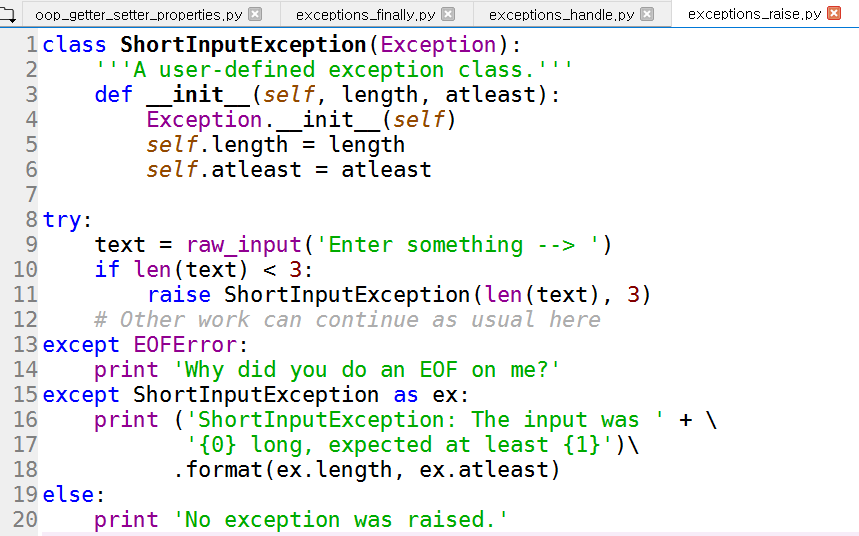 oop_getter_setter_properties.py exceptions_finally.py exceptions_handle.py exceptions_raise.py
1 class ShortInputException(Exception):
2     '''A user-defined exception class.'''
3     def __init__(self, length, atleast):
4         Exception.__init__(self)
5         self.length = length
6         self.atleast = atleast
7
8 try:
9     text = raw_input('Enter something --> ')
10     if len(text) < 3:
11         raise ShortInputException(len(text), 3)
12     # Other work can continue as usual here
13 except EOFError:
14     print 'Why did you do an EOF on me?'
15 except ShortInputException as ex:
16     print ('ShortInputException: The input was ' + \
17            '{0} long, expected at least {1}')\
18           .format(ex.length, ex.atleast)
19 else:
20     print 'No exception was raised.'